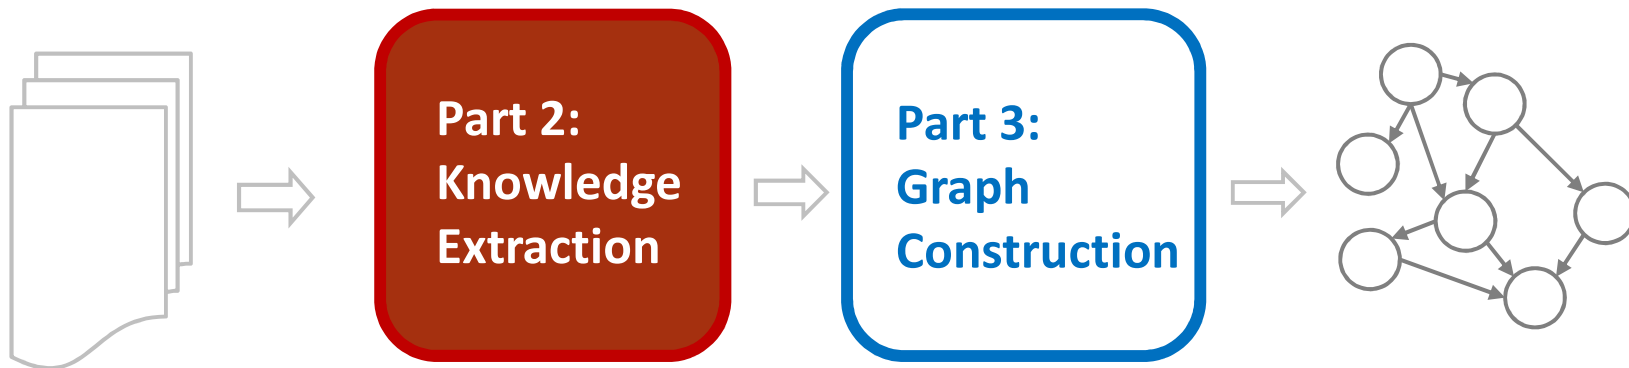 Part 2:
Knowledge
Extraction
Part 3:
Graph
Construction